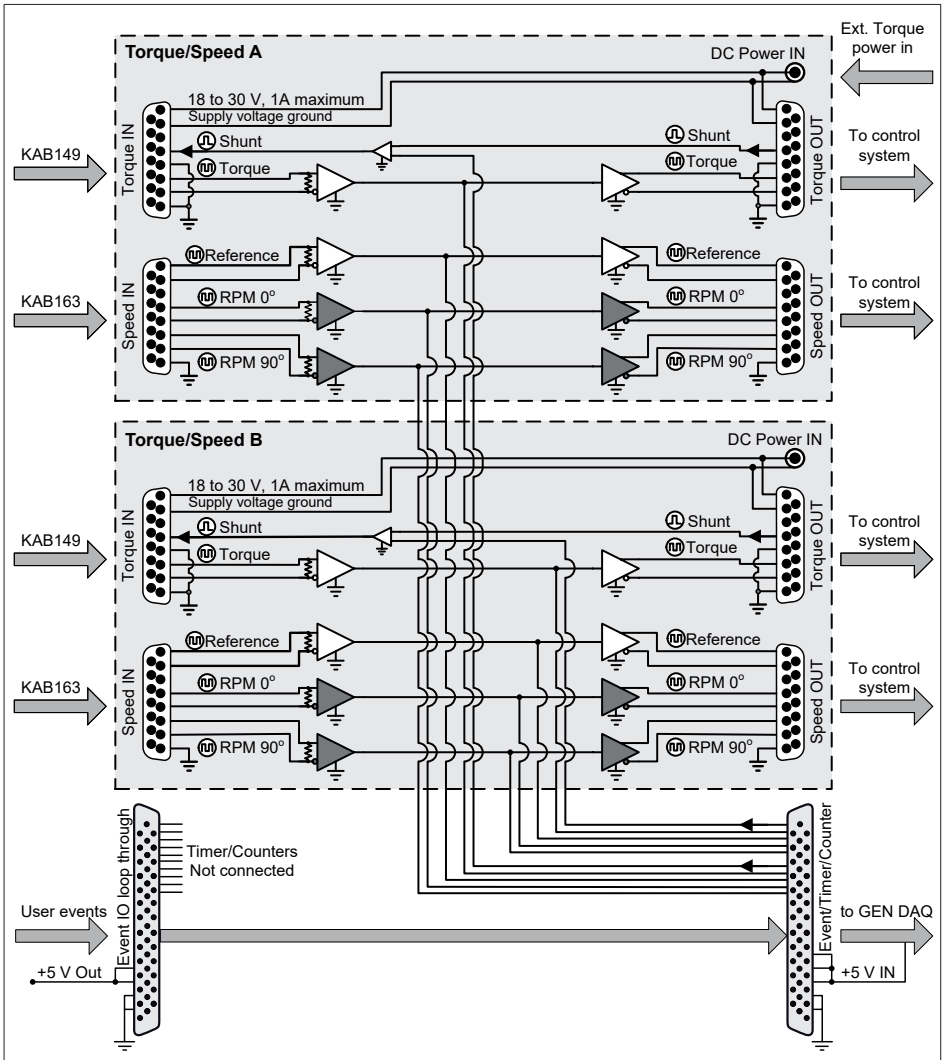 Ext. Torque
power in
Torque/Speed A
DC Power IN
18 to 30 V, 1A maximum
Supply voltage ground
Torque IN
Shunt
Torque
Shunt
Torque
Torque OUT
KAB149
To control
system
Speed IN
Reference
RPM 0°
RPM 90°
Reference
RPM 0°
RPM 90°
Speed OUT
KAB163
To control
system
Torque/Speed B
DC Power IN
18 to 30 V, 1A maximum
Supply voltage ground
Torque IN
Shunt
Torque
Shunt
Torque
Torque OUT
KAB149
To control
system
Speed IN
Reference
RPM 0°
RPM 90°
Reference
RPM 0°
RPM 90°
Speed OUT
KAB163
To control
system
Event IO loop through
Timer/Counters
Not connected
Event/Timer/Counter
User events
to GEN DAQ
+5 V Out
+5 V IN